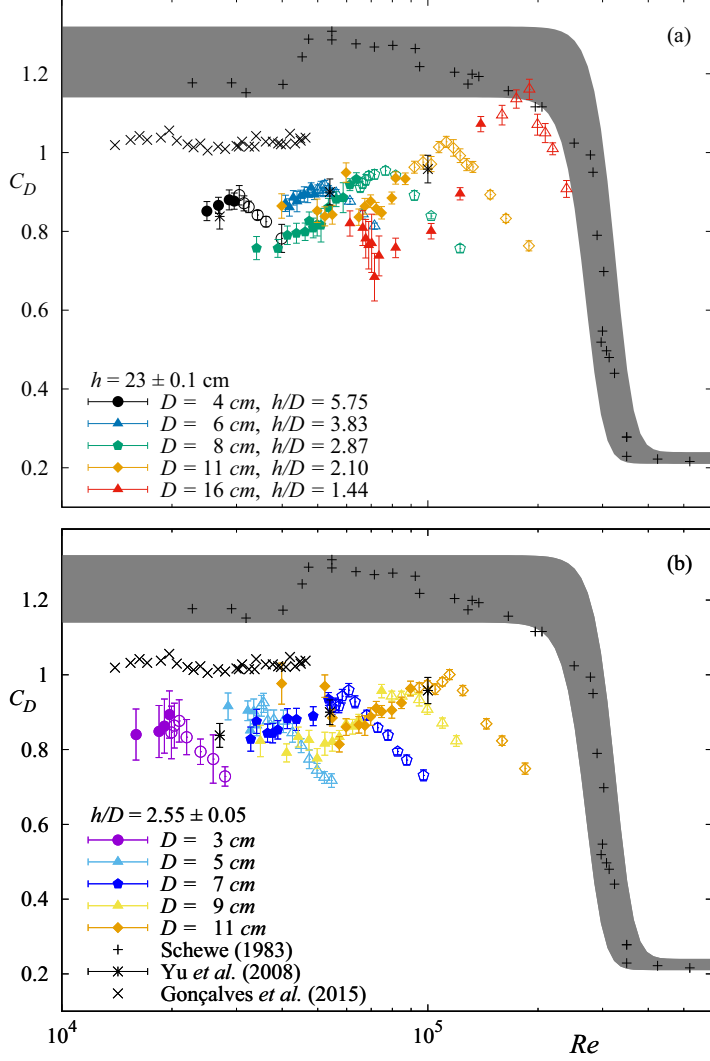 (a)
1.2
1
C_D
0.8
0.6
0.4
0.2
h = 23 ± 0.1 cm
D = 4 cm, h/D = 5.75
D = 6 cm, h/D = 3.83
D = 8 cm, h/D = 2.87
D = 11 cm, h/D = 2.10
D = 16 cm, h/D = 1.44
(b)
1.2
1
C_D
0.8
0.6
0.4
0.2
h/D = 2.55 ± 0.05
D = 3 cm
D = 5 cm
D = 7 cm
D = 9 cm
D = 11 cm
Schewe (1983)
Yu et al. (2008)
Gonçalves et al. (2015)
10^4 10^5 Re